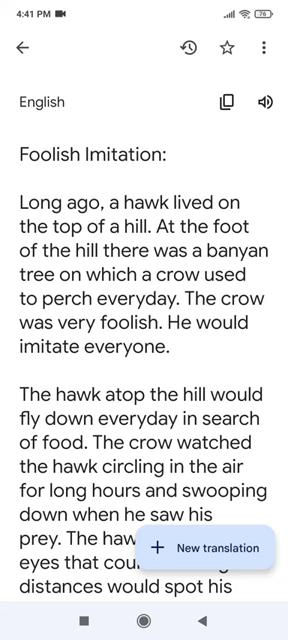 4:41 PM
76
English
Foolish Imitation:
Long ago, a hawk lived on
the top of a hill. At the foot
of the hill there was a banyan
tree on which a crow used
to perch everyday. The crow
was very foolish. He would
imitate everyone.
The hawk atop the hill would
fly down everyday in search
of food. The crow watched
the hawk circling in the air
for long hours and swooping
down when he saw his
prey. The
New translation
eyes that
distances would spot his